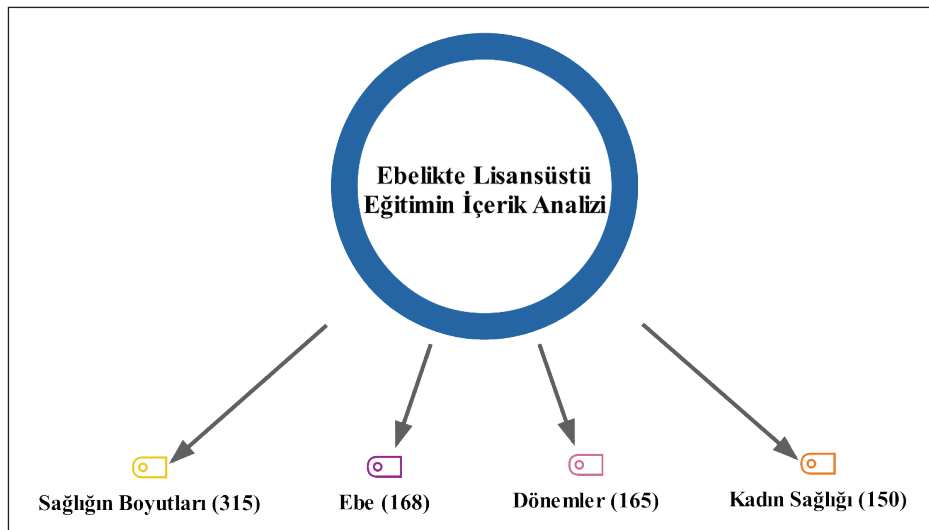 Ebelikte Lisansüstü
Eğitimin İçerik Analizi
Sağlığın Boyutları (315)
Ebe (168)
Dönemler (165)
Kadın Sağlığı (150)